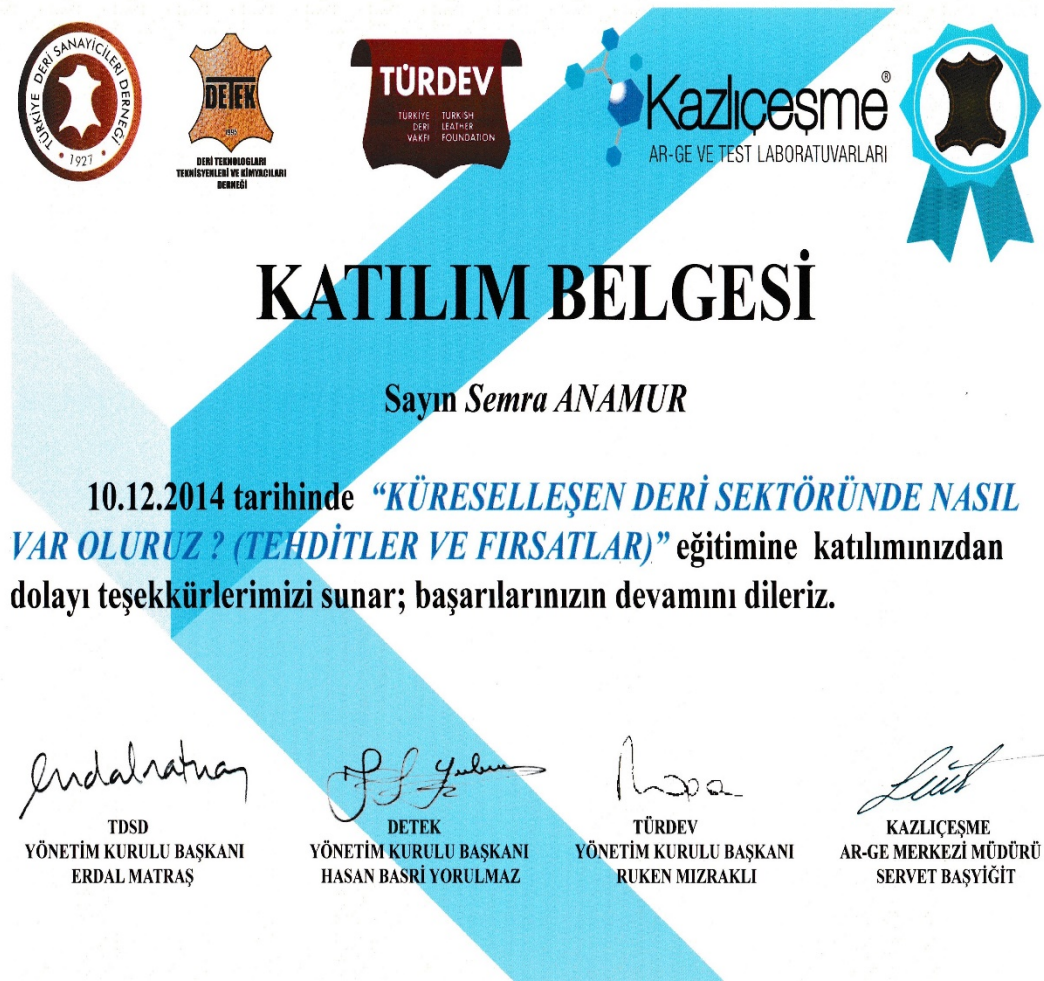 TÜRKİYE DERİ SANAYİCİLERİ DERNEĞİ
1927
DETEK
1995
DERİ TEKNOLOGLARI
TEKNİSYENLERİ VE KİMYACILARI
DERNEĞİ
TÜRDEV
TÜRKİYE TURKISH
DERİ LEATHER
VAKFI FOUNDATION
Kazlıçeşme®
AR-GE VE TEST LABORATUVARLARI
KATILIM BELGESİ
Sayın Semra ANAMUR
10.12.2014 tarihinde “KÜRESELLEŞEN DERİ SEKTÖRÜNDE NASIL
VAR OLURUZ ? (TEHDİTLER VE FIRSATLAR)” eğitimine katılımınızdan
dolayı teşekkürlerimizi sunar; başarılarınızın devamını dileriz.
TDSD
YÖNETİM KURULU BAŞKANI
ERDAL MATRAŞ
DETEK
YÖNETİM KURULU BAŞKANI
HASAN BASRİ YORULMAZ
TÜRDEV
YÖNETİM KURULU BAŞKANI
RUKEN MIZRAKLI
KAZLIÇEŞME
AR-GE MERKEZİ MÜDÜRÜ
SERVET BAŞYİĞİT